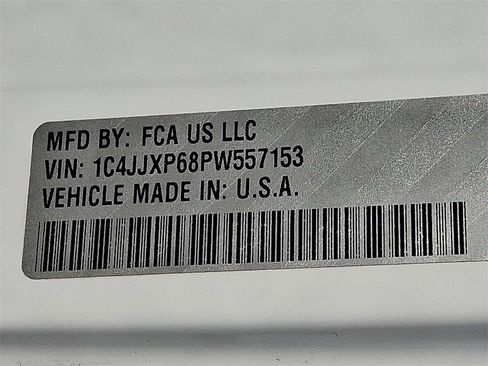 MFD BY: FCA US LLC
VIN: 1C4JJXP68PW557153
VEHICLE MADE IN: U.S.A.